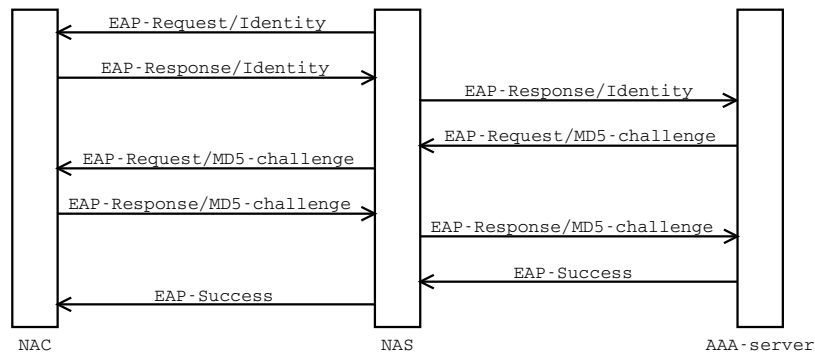 EAP-Request/Identity
EAP-Response/Identity
EAP-Response/Identity
EAP-Request/MD5-challenge
EAP-Request/MD5-challenge
EAP-Response/MD5-challenge
EAP-Response/MD5-challenge
EAP-Success
EAP-Success
NAC NAS AAA-server